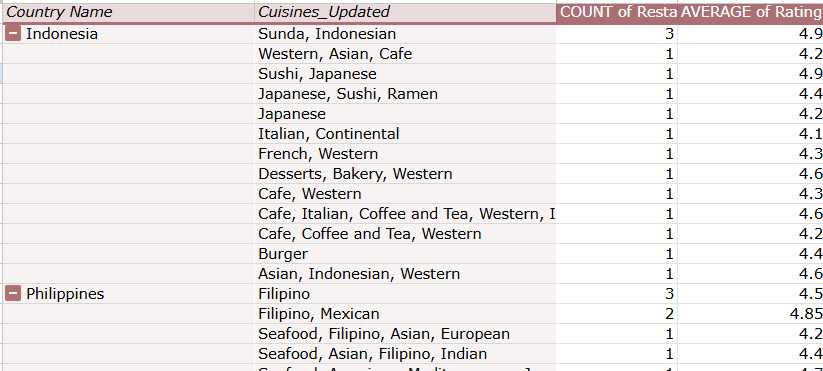 Country Name Cuisines_Updated COUNT of Resta AVERAGE of Rating
Indonesia Sunda, Indonesian 3 4.9
Western, Asian, Cafe 1 4.2
Sushi, Japanese 1 4.9
Japanese, Sushi, Ramen 1 4.4
Japanese 1 4.2
Italian, Continental 1 4.1
French, Western 1 4.3
Desserts, Bakery, Western 1 4.6
Cafe, Western 1 4.3
Cafe, Italian, Coffee and Tea, Western, I 1 4.6
Cafe, Coffee and Tea, Western 1 4.2
Burger 1 4.4
Asian, Indonesian, Western 1 4.6
Philippines Filipino 3 4.5
Filipino, Mexican 2 4.85
Seafood, Filipino, Asian, European 1 4.2
Seafood, Asian, Filipino, Indian 1 4.4